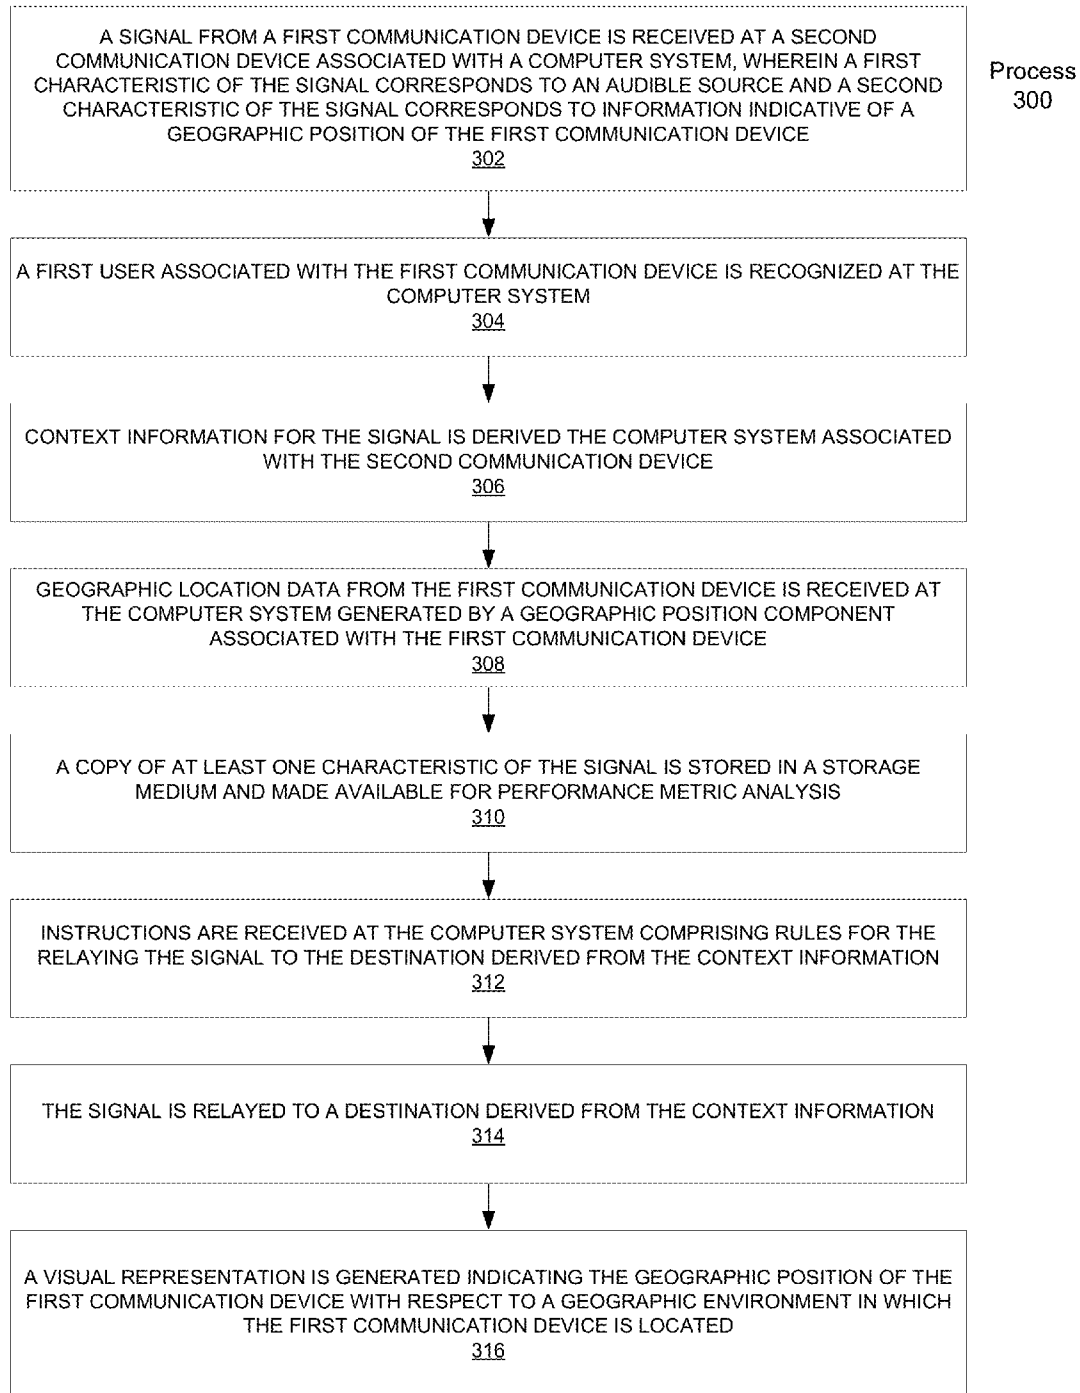 A SIGNAL FROM A FIRST COMMUNICATION DEVICE IS RECEIVED AT A SECOND
COMMUNICATION DEVICE ASSOCIATED WITH A COMPUTER SYSTEM, WHEREIN A FIRST
CHARACTERISTIC OF THE SIGNAL CORRESPONDS TO AN AUDIBLE SOURCE AND A SECOND
CHARACTERISTIC OF THE SIGNAL CORRESPONDS TO INFORMATION INDICATIVE OF A
GEOGRAPHIC POSITION OF THE FIRST COMMUNICATION DEVICE
302
Process
300
A FIRST USER ASSOCIATED WITH THE FIRST COMMUNICATION DEVICE IS RECOGNIZED AT THE
COMPUTER SYSTEM
304
CONTEXT INFORMATION FOR THE SIGNAL IS DERIVED THE COMPUTER SYSTEM ASSOCIATED
WITH THE SECOND COMMUNICATION DEVICE
306
GEOGRAPHIC LOCATION DATA FROM THE FIRST COMMUNICATION DEVICE IS RECEIVED AT
THE COMPUTER SYSTEM GENERATED BY A GEOGRAPHIC POSITION COMPONENT
ASSOCIATED WITH THE FIRST COMMUNICATION DEVICE
308
A COPY OF AT LEAST ONE CHARACTERISTIC OF THE SIGNAL IS STORED IN A STORAGE
MEDIUM AND MADE AVAILABLE FOR PERFORMANCE METRIC ANALYSIS
310
INSTRUCTIONS ARE RECEIVED AT THE COMPUTER SYSTEM COMPRISING RULES FOR THE
RELAYING THE SIGNAL TO THE DESTINATION DERIVED FROM THE CONTEXT INFORMATION
312
THE SIGNAL IS RELAYED TO A DESTINATION DERIVED FROM THE CONTEXT INFORMATION
314
A VISUAL REPRESENTATION IS GENERATED INDICATING THE GEOGRAPHIC POSITION OF THE
FIRST COMMUNICATION DEVICE WITH RESPECT TO A GEOGRAPHIC ENVIRONMENT IN WHICH
THE FIRST COMMUNICATION DEVICE IS LOCATED
316